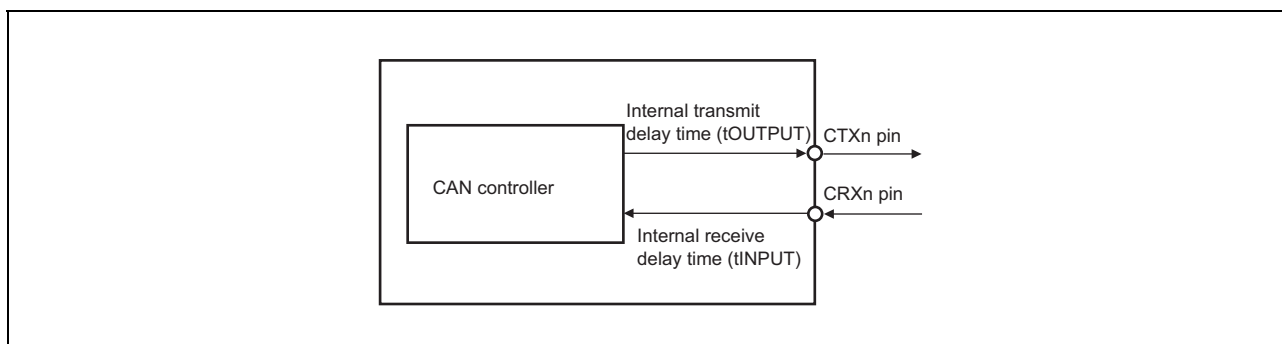 Internal transmit
delay time (tOUTPUT)
CTXn pin
CAN controller
CRXn pin
Internal receive
delay time (tINPUT)